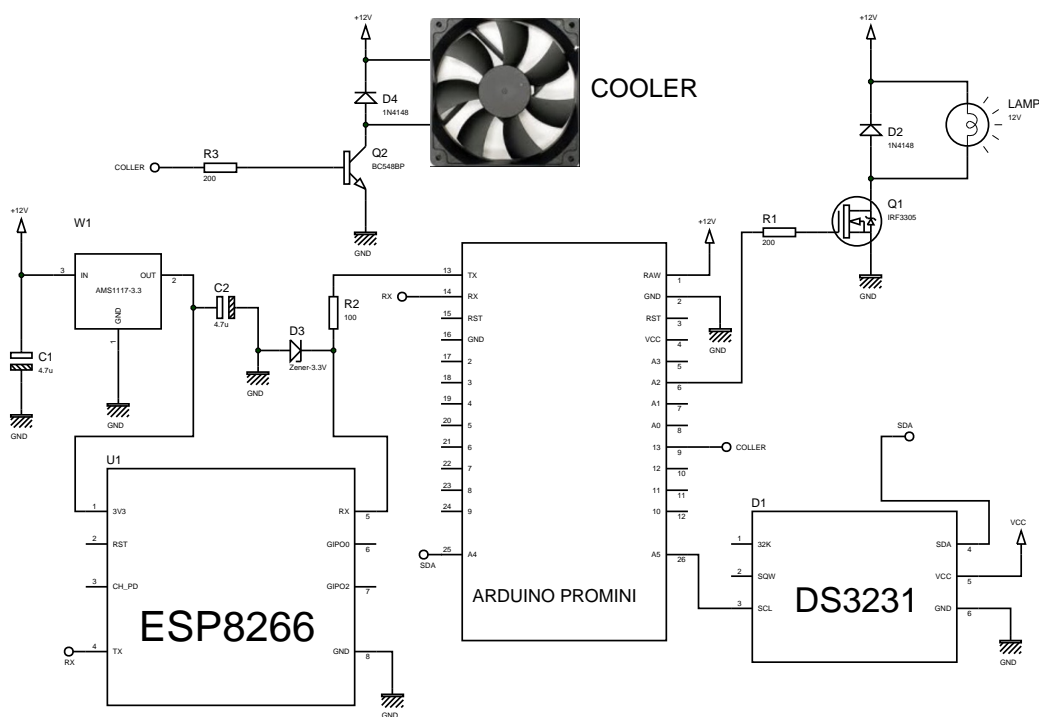 +12V
D4
1N4148
COOLER
COLLER
R3
200
Q2
BC548BP
GND
+12V
D2
1N4148
LAMP
12V
Q1
IRF3305
R1
200
GND
+12V
W1
3
IN
OUT
2
AMS1117-3.3
GND
1
C1
4.7u
GND
GND
C2
4.7u
GND
D3
Zener-3.3V
R2
100
RX
+12V
GND
13
TX
14
RX
15
RST
16
GND
17
2
18
3
19
4
20
5
21
6
22
7
23
8
24
9
25
A4
SDA
RAW
1
GND
2
RST
3
VCC
4
A3
5
A2
6
A1
7
A0
8
13
9
COLLER
12
10
11
11
10
12
A5
26
ARDUINO PROMINI
U1
1
3V3
2
RST
3
CH_PD
4
TX
RX
RX
5
GIPO0
6
GIPO2
7
GND
8
ESP8266
GND
SDA
D1
1
32K
2
SQW
3
SCL
SDA
4
VCC
5
GND
6
DS3231
VCC
GND